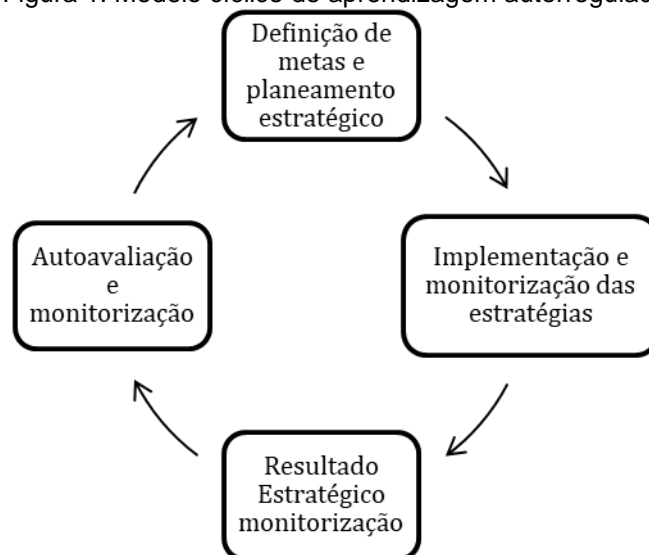 Figura 1. Modelo cíclico de aprendizagem autorregulad
Definição de
metas e
planeamento
estratégico
Implementação e
monitorização das
estratégias
Resultado
Estratégico
monitorização
Autoavaliação
e
monitorização